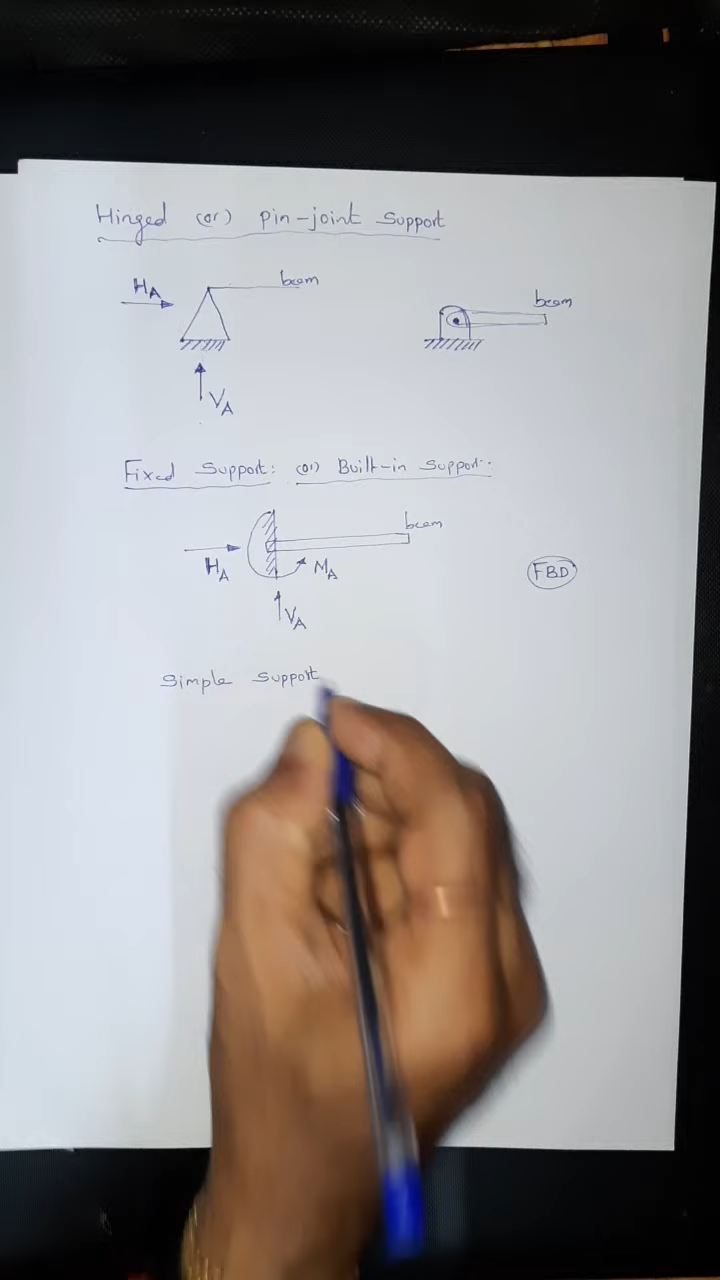 Hinged (or) Pin-joint Support
HA
beam
VA
beam
Fixed Support: (or) Built-in Support:
beam
HA
MA
VA
FBD
Simple Support